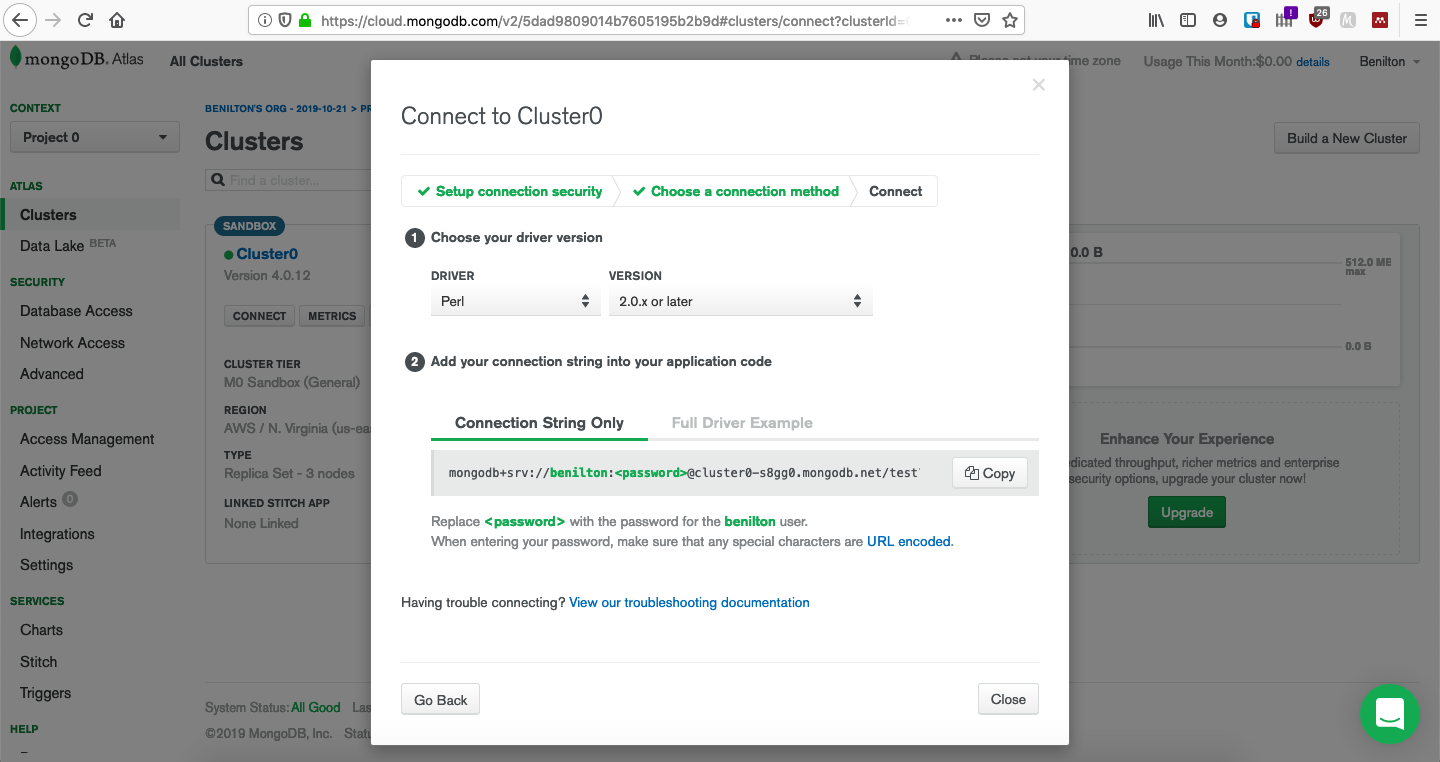 https://cloud.mongodb.com/v2/5dad9809014b7605195b2b9d#clusters/connect?clusterId=
! 26
mongoDB. Atlas All Clusters
Please set your time zone Usage This Month:$0.00 details Benilton
CONTEXT
Project 0
ATLAS
Clusters
Data Lake BETA
SECURITY
Database Access
Network Access
Advanced
PROJECT
Access Management
Activity Feed
Alerts 0
Integrations
Settings
SERVICES
Charts
Stitch
Triggers
HELP
BENILTON'S ORG - 2019-10-21 > PR
Clusters
Build a New Cluster
Find a cluster...
SANDBOX
Cluster0
Version 4.0.12
CONNECT METRICS
CLUSTER TIER
M0 Sandbox (General)
REGION
AWS / N. Virginia (us-ea
TYPE
Replica Set - 3 nodes
LINKED STITCH APP
None Linked
Connect to Cluster0
Setup connection security Choose a connection method Connect
1 Choose your driver version
DRIVER VERSION
Perl 2.0.x or later
2 Add your connection string into your application code
Connection String Only Full Driver Example
mongodb+srv://benilton:<password>@cluster0-s8gg0.mongodb.net/test
Copy
Replace <password> with the password for the benilton user.
When entering your password, make sure that any special characters are URL encoded.
Having trouble connecting? View our troubleshooting documentation
Go Back Close
0.0 B
512.0 MB
max
0.0 B
Enhance Your Experience
dicated throughput, richer metrics and enterprise
security options, upgrade your cluster now!
Upgrade
System Status: All Good Las
©2019 MongoDB, Inc. Statu